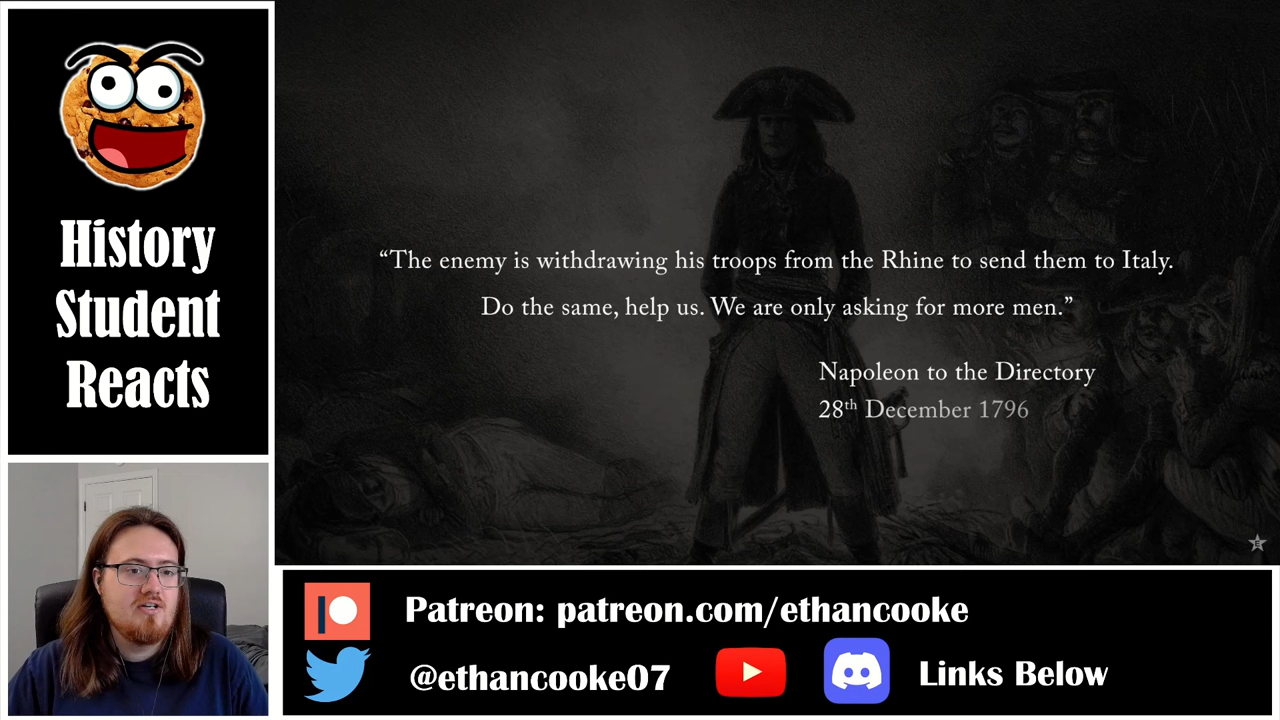 History
Student
Reacts
“The enemy is withdrawing his troops from the Rhine to send them to Italy.
Do the same, help us. We are only asking for more men.”
Napoleon to the Directory
28th December 1796
E
Patreon: patreon.com/ethancooke
@ethancooke07
Links Below